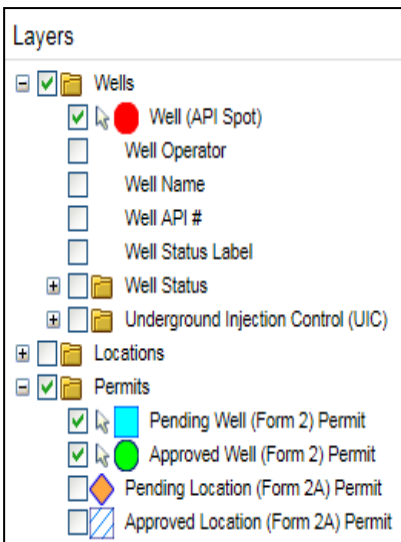 Layers
Wells
Well (API Spot)
Well Operator
Well Name
Well API #
Well Status Label
Well Status
Underground Injection Control (UIC)
Locations
Permits
Pending Well (Form 2) Permit
Approved Well (Form 2) Permit
Pending Location (Form 2A) Permit
Approved Location (Form 2A) Permit